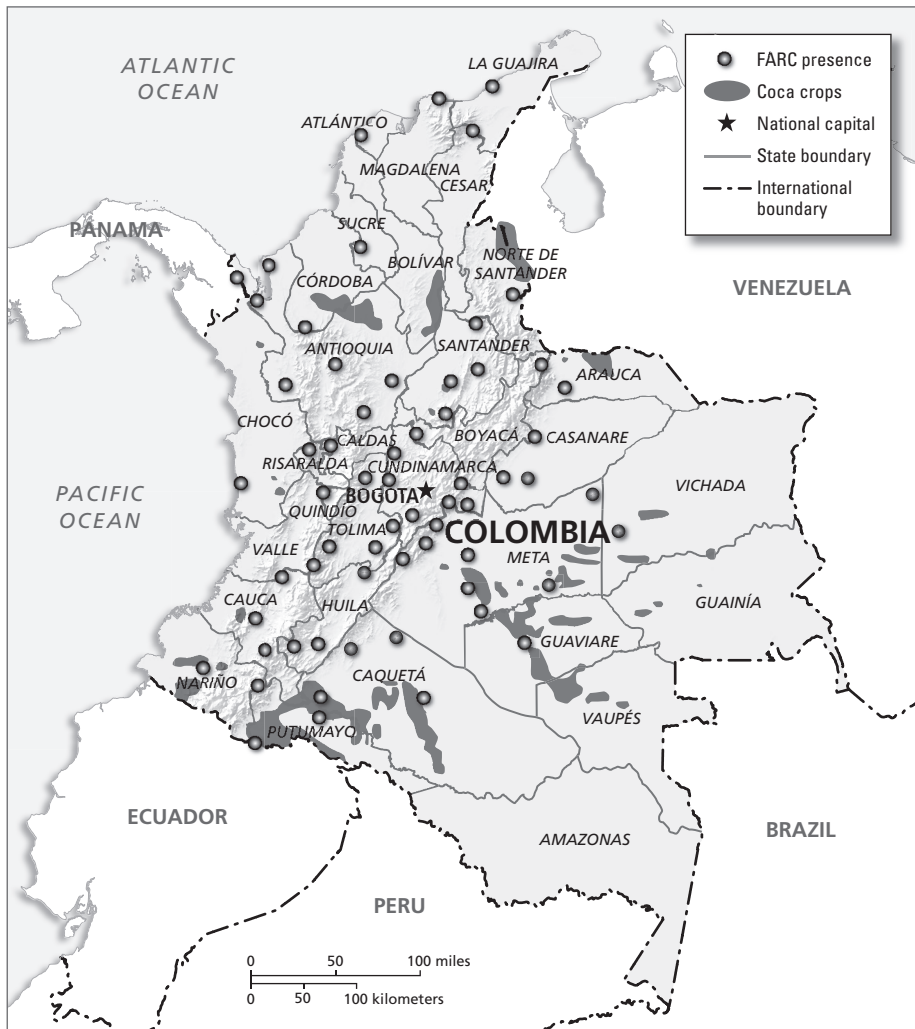 ATLANTIC
OCEAN
LA GUAJIRA
FARC presence
Coca crops
National capital
State boundary
International
boundary
ATLÁNTICO
MAGDALENA
CESAR
PANAMA
SUCRE
BOLÍVAR
NORTE DE
SANTANDER
CÓRDOBA
VENEZUELA
ANTIOQUIA
SANTANDER
ARAUCA
CHOCÓ
CALDAS
BOYACÁ
CASANARE
RISARALDA
CUNDINAMARCA
PACIFIC
OCEAN
BOGOTA
VICHADA
QUINDÍO
TOLIMA
COLOMBIA
VALLE
META
CAUCA
HUILA
GUAINÍA
GUAVIARE
NARIÑO
CAQUETÁ
VAUPÉS
PUTUMAYO
ECUADOR
BRAZIL
AMAZONAS
PERU
0 50 100 miles
0 50 100 kilometers